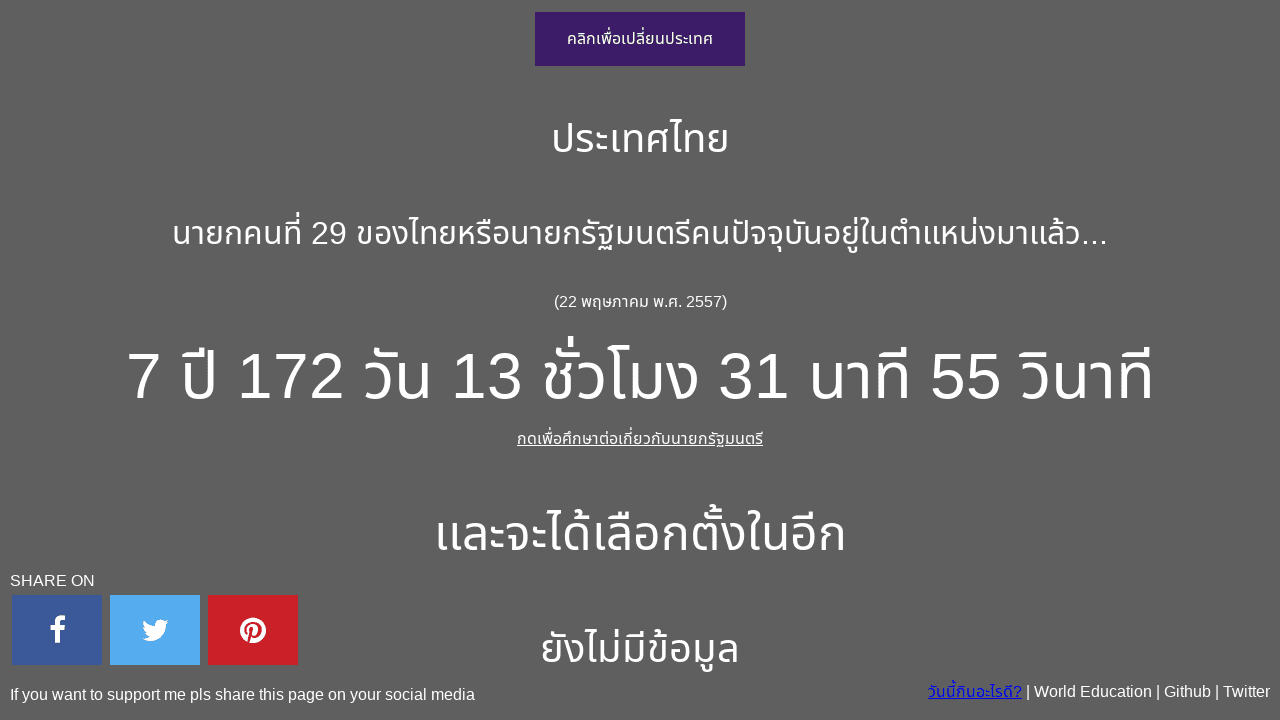 คลิกเพื่อเปลี่ยนประเทศ
ประเทศไทย
นายกคนที่ 29 ของไทยหรือนายกรัฐมนตรีคนปัจจุบันอยู่ในตำแหน่งมาแล้ว...
(22 พฤษภาคม พ.ศ. 2557)
7 ปี 172 วัน 13 ชั่วโมง 31 นาที 55 วินาที
กดเพื่อศึกษาต่อเกี่ยวกับนายกรัฐมนตรี
และจะได้เลือกตั้งในอีก
ยังไม่มีข้อมูล
SHARE ON
If you want to support me pls share this page on your social media
วันนี้กินอะไรดี? | World Education | Github | Twitter